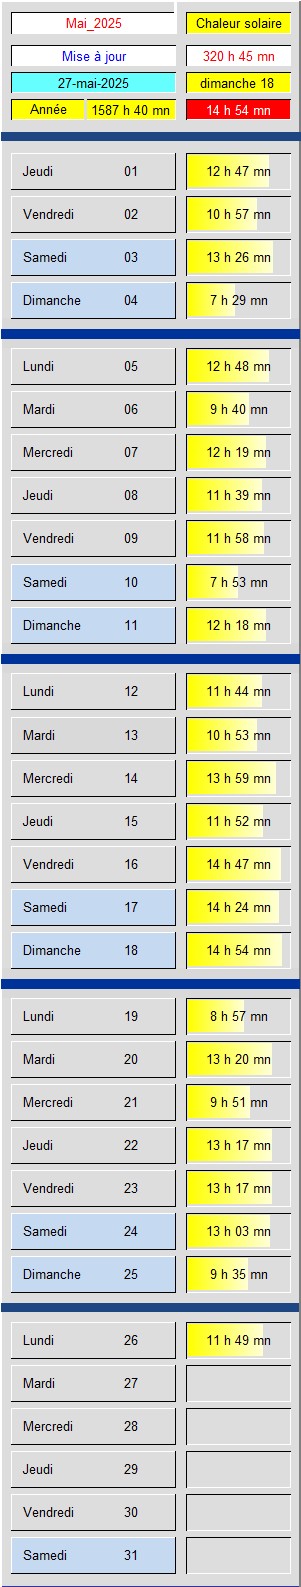 Mai_2025 Chaleur solaire
Mise à jour 320 h 45 mn
27-mai-2025 dimanche 18
Année 1587 h 40 mn 14 h 54 mn
Jeudi 01 12 h 47 mn
Vendredi 02 10 h 57 mn
Samedi 03 13 h 26 mn
Dimanche 04 7 h 29 mn
Lundi 05 12 h 48 mn
Mardi 06 9 h 40 mn
Mercredi 07 12 h 19 mn
Jeudi 08 11 h 39 mn
Vendredi 09 11 h 58 mn
Samedi 10 7 h 53 mn
Dimanche 11 12 h 18 mn
Lundi 12 11 h 44 mn
Mardi 13 10 h 53 mn
Mercredi 14 13 h 59 mn
Jeudi 15 11 h 52 mn
Vendredi 16 14 h 47 mn
Samedi 17 14 h 24 mn
Dimanche 18 14 h 54 mn
Lundi 19 8 h 57 mn
Mardi 20 13 h 20 mn
Mercredi 21 9 h 51 mn
Jeudi 22 13 h 17 mn
Vendredi 23 13 h 17 mn
Samedi 24 13 h 03 mn
Dimanche 25 9 h 35 mn
Lundi 26 11 h 49 mn
Mardi 27
Mercredi 28
Jeudi 29
Vendredi 30
Samedi 31